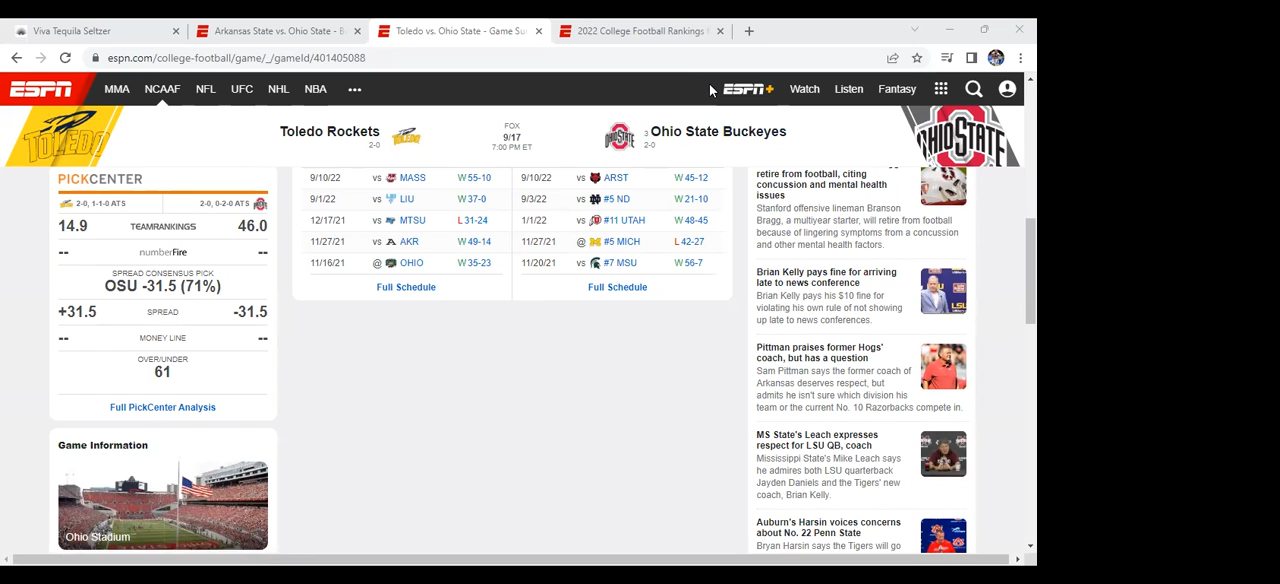 Viva Tequila Seltzer
Arkansas State vs. Ohio State - B
Toledo vs. Ohio State - Game Su
2022 College Football Rankings f
espn.com/college-football/game/_/gameId/401405088
ESPN
MMA
NCAAF
NFL
UFC
NHL
NBA
ESPN+
Watch
Listen
Fantasy
TOLEDO
Toledo Rockets
2-0
FOX
9/17
7:00 PM ET
OHIO STATE
3 Ohio State Buckeyes
2-0
OHIO STATE
PICKCENTER
2-0, 1-1-0 ATS
2-0, 0-2-0 ATS
14.9 TEAMRANKINGS 46.0
-- numberFire --
SPREAD CONSENSUS PICK
OSU -31.5 (71%)
+31.5 SPREAD -31.5
-- MONEY LINE --
OVER/UNDER
61
Full PickCenter Analysis
Game Information
Ohio Stadium
9/10/22 vs MASS W 55-10
9/1/22 vs LIU W 37-0
12/17/21 vs MTSU L 31-24
11/27/21 vs AKR W 49-14
11/16/21 @ OHIO W 35-23
Full Schedule
9/10/22 vs ARST W 45-12
9/3/22 vs #5 ND W 21-10
1/1/22 vs #11 UTAH W 48-45
11/27/21 @ #5 MICH L 42-27
11/20/21 vs #7 MSU W 56-7
Full Schedule
retire from football, citing
concussion and mental health
issues
Stanford offensive lineman Branson
Bragg, a multiyear starter, will retire from football
because of lingering symptoms from a concussion
and other mental health factors.
Brian Kelly pays fine for arriving
late to news conference
Brian Kelly pays his $10 fine for
violating his own rule of not showing
up late to news conferences.
LSU
Pittman praises former Hogs'
coach, but has a question
Sam Pittman says the former coach of
Arkansas deserves respect, but
admits he isn't sure which division his
team or the current No. 10 Razorbacks compete in.
MS State's Leach expresses
respect for LSU QB, coach
Mississippi State's Mike Leach says
he admires both LSU quarterback
Jayden Daniels and the Tigers' new
coach, Brian Kelly.
Auburn's Harsin voices concerns
about No. 22 Penn State
Bryan Harsin says the Tigers will go